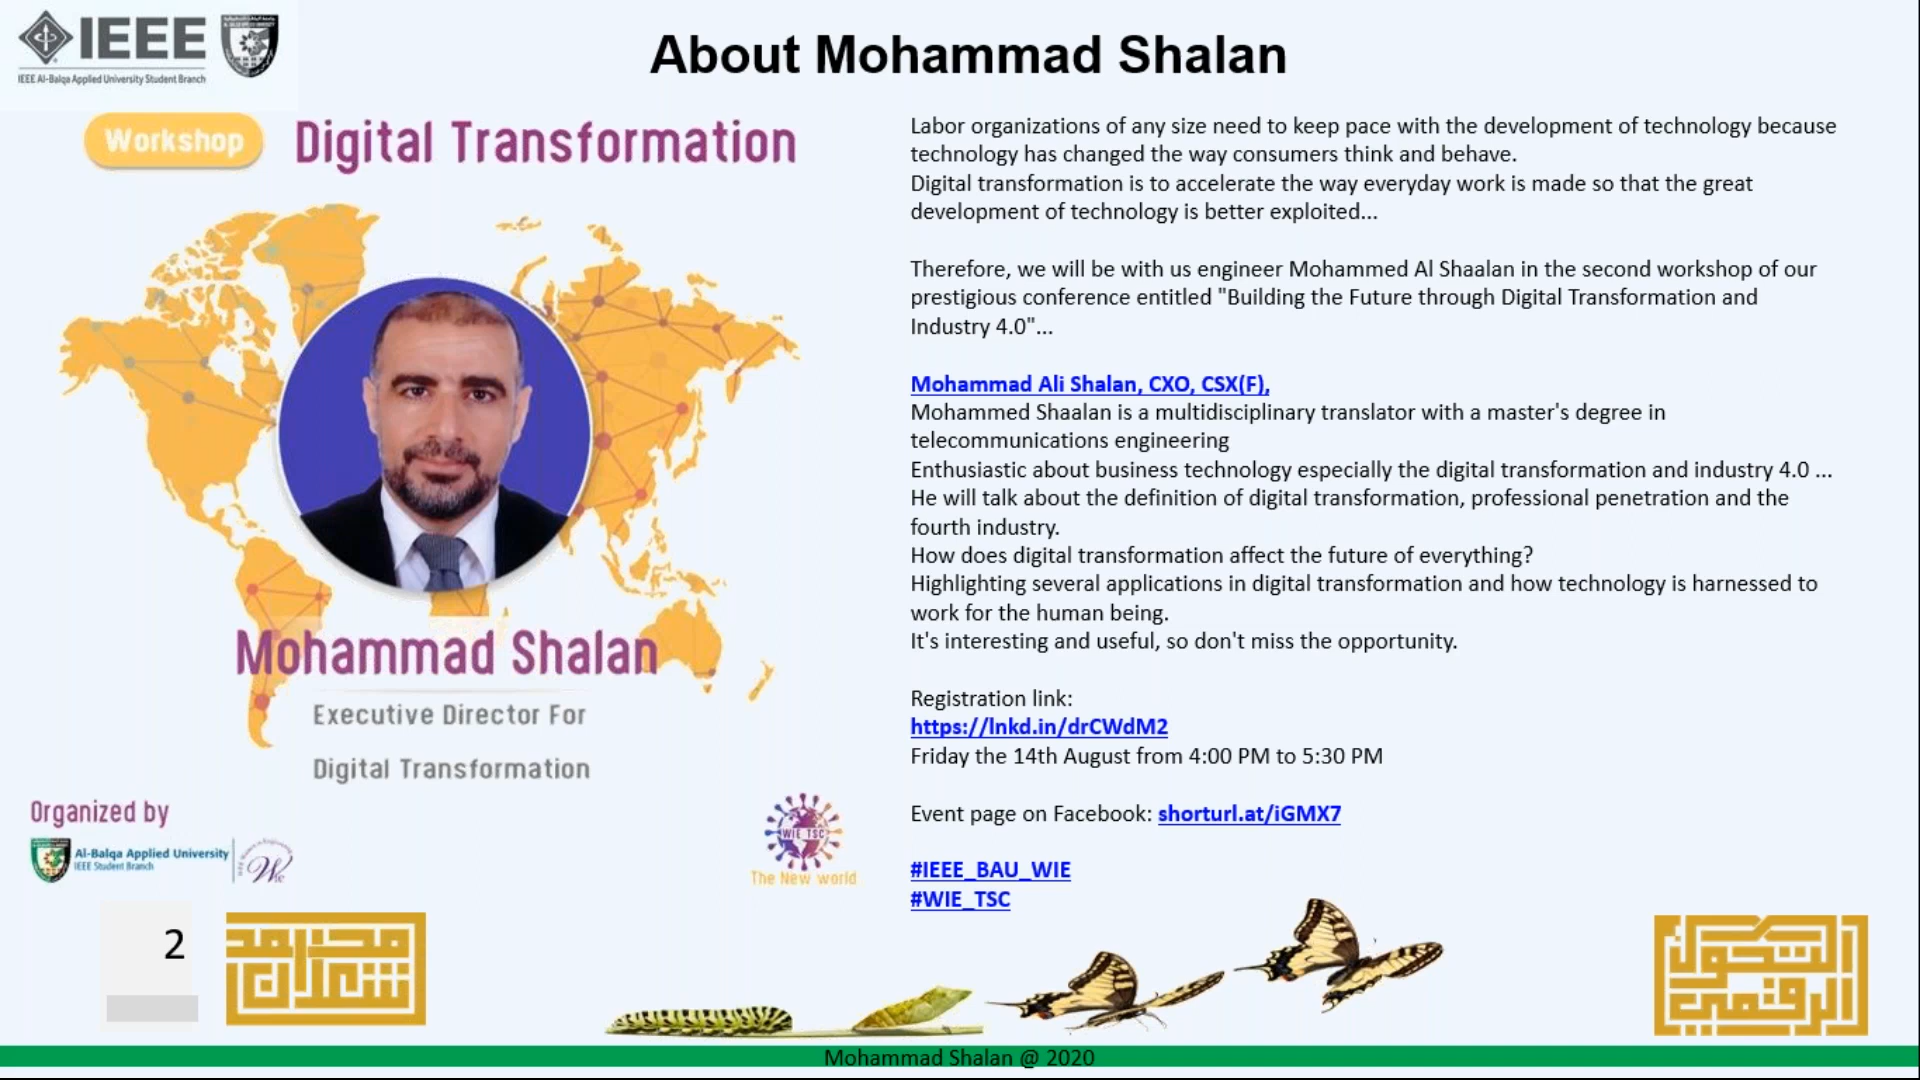 IEEE
IEEE Al-Balqa Applied University Student Branch
About Mohammad Shalan
Workshop
Digital Transformation
Mohammad Shalan
Executive Director For
Digital Transformation
Organized by
Al-Balqa Applied University
IEEE Student Branch
WIE TSC
The New world
Labor organizations of any size need to keep pace with the development of technology because
technology has changed the way consumers think and behave.
Digital transformation is to accelerate the way everyday work is made so that the great
development of technology is better exploited...
Therefore, we will be with us engineer Mohammed Al Shaalan in the second workshop of our
prestigious conference entitled "Building the Future through Digital Transformation and
Industry 4.0"...
Mohammad Ali Shalan, CXO, CSX(F),
Mohammed Shaalan is a multidisciplinary translator with a master's degree in
telecommunications engineering
Enthusiastic about business technology especially the digital transformation and industry 4.0 ...
He will talk about the definition of digital transformation, professional penetration and the
fourth industry.
How does digital transformation affect the future of everything?
Highlighting several applications in digital transformation and how technology is harnessed to
work for the human being.
It's interesting and useful, so don't miss the opportunity.
Registration link:
https://lnkd.in/drCWdM2
Friday the 14th August from 4:00 PM to 5:30 PM
Event page on Facebook: shorturl.at/iGMX7
#IEEE_BAU_WIE
#WIE_TSC
2
محمد
شعلان
التحول
الرقمي
Mohammad Shalan @ 2020